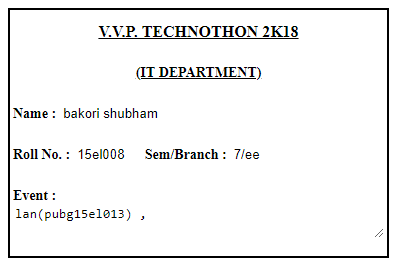 V.V.P. TECHNOTHON 2K18
(IT DEPARTMENT)
Name : bakori shubham
Roll No. : 15el008 Sem/Branch : 7/ee
Event :
lan(pubg15el013) ,